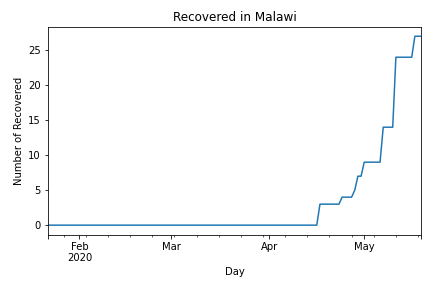 Recovered in Malawi
Number of Recovered
25
20
15
10
5
0
Feb
2020
Mar
Apr
May
Day